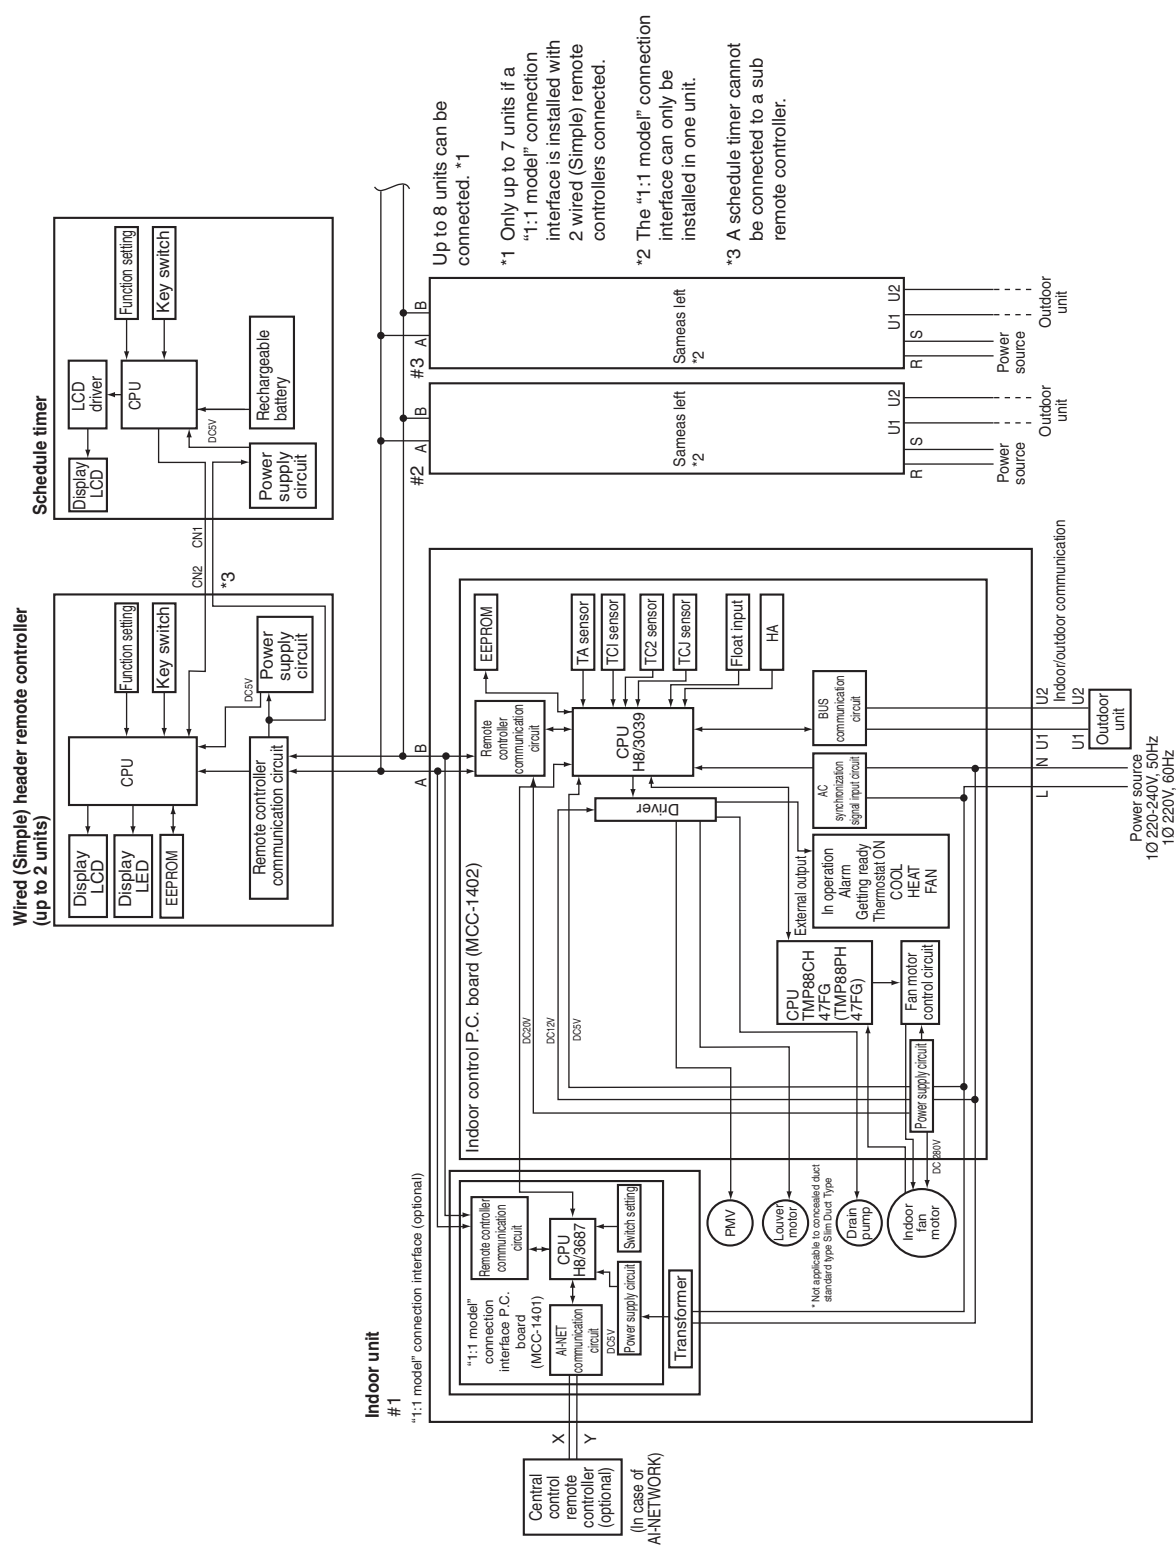 Wired (Simple) header remote controller
(up to 2 units)
Display
LCD
Display
LED
EEPROM
CPU
Function setting
Key switch
Remote controller
communication circuit
DC5V
Power
supply
circuit
CN2
CN1
*3
Schedule timer
Display
LCD
LCD
driver
CPU
Function setting
Key switch
DC5V
Power
supply
circuit
Rechargeable
battery
Indoor unit
#1
"1:1 model" connection interface (optional)
A
B
"1:1 model"
connection
interface P.C.
board
(MCC-1401)
Remote controller
communication
circuit
CPU
H8/3687
Switch setting
AI-NET
communication
circuit
DC5V
Power supply circuit
Transformer
X
Y
Central
control
remote
controller
(optional)
(In case of
AI-NETWORK)
Indoor control P.C. board (MCC-1402)
DC20V
DC12V
DC5V
Remote
controller
communication
circuit
EEPROM
TA sensor
TCI sensor
TC2 sensor
TCJ sensor
Float input
HA
CPU
H8/3039
Driver
AC
synchronization
signal input circuit
BUS
communication
circuit
External output
In operation
Alarm
Getting ready
Thermostat ON
COOL
HEAT
FAN
CPU
TMP88CH
47FG
(TMP88PH
47FG)
Fan motor
control circuit
Power supply circuit
DC 280V
PMV
Louver
motor
* Not applicable to concealed duct
standard type Slim Duct Type
Drain
pump
Indoor
fan
motor
L
N
U1
U2
Indoor/outdoor communication
U1
U2
Outdoor
unit
Power source
1Ø 220-240V, 50Hz
1Ø 220V, 60Hz
#2
A
B
Sameas left
*2
R
S
U1
U2
Power
source
Outdoor
unit
#3
A
B
Sameas left
*2
R
S
U1
U2
Power
source
Outdoor
unit
Up to 8 units can be
connected. *1
*1 Only up to 7 units if a
"1:1 model" connection
interface is installed with
2 wired (Simple) remote
controllers connected.
*2 The "1:1 model" connection
interface can only be
installed in one unit.
*3 A schedule timer cannot
be connected to a sub
remote controller.